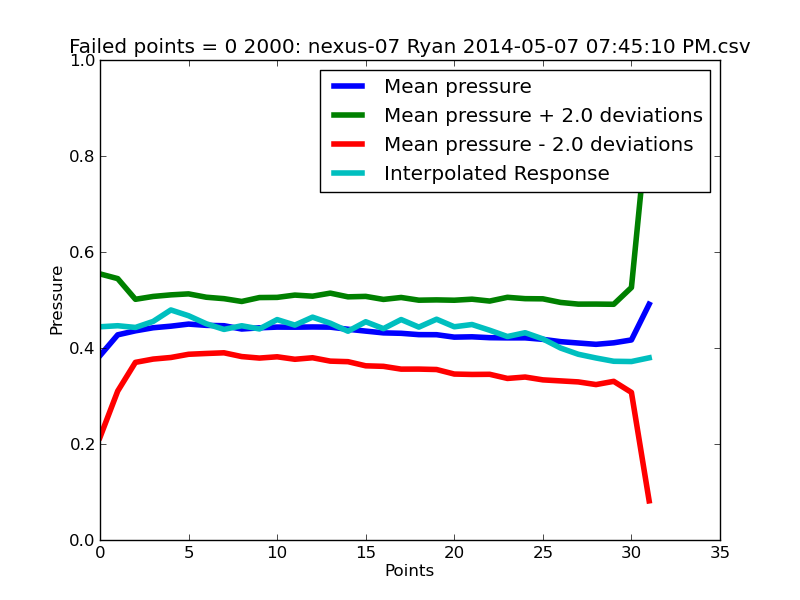 Failed points = 0 2000: nexus-07 Ryan 2014-05-07 07:45:10 PM.csv
Mean pressure
Mean pressure + 2.0 deviations
Mean pressure - 2.0 deviations
Interpolated Response
Pressure
1.0
0.8
0.6
0.4
0.2
0.0
0 5 10 15 20 25 30 35
Points